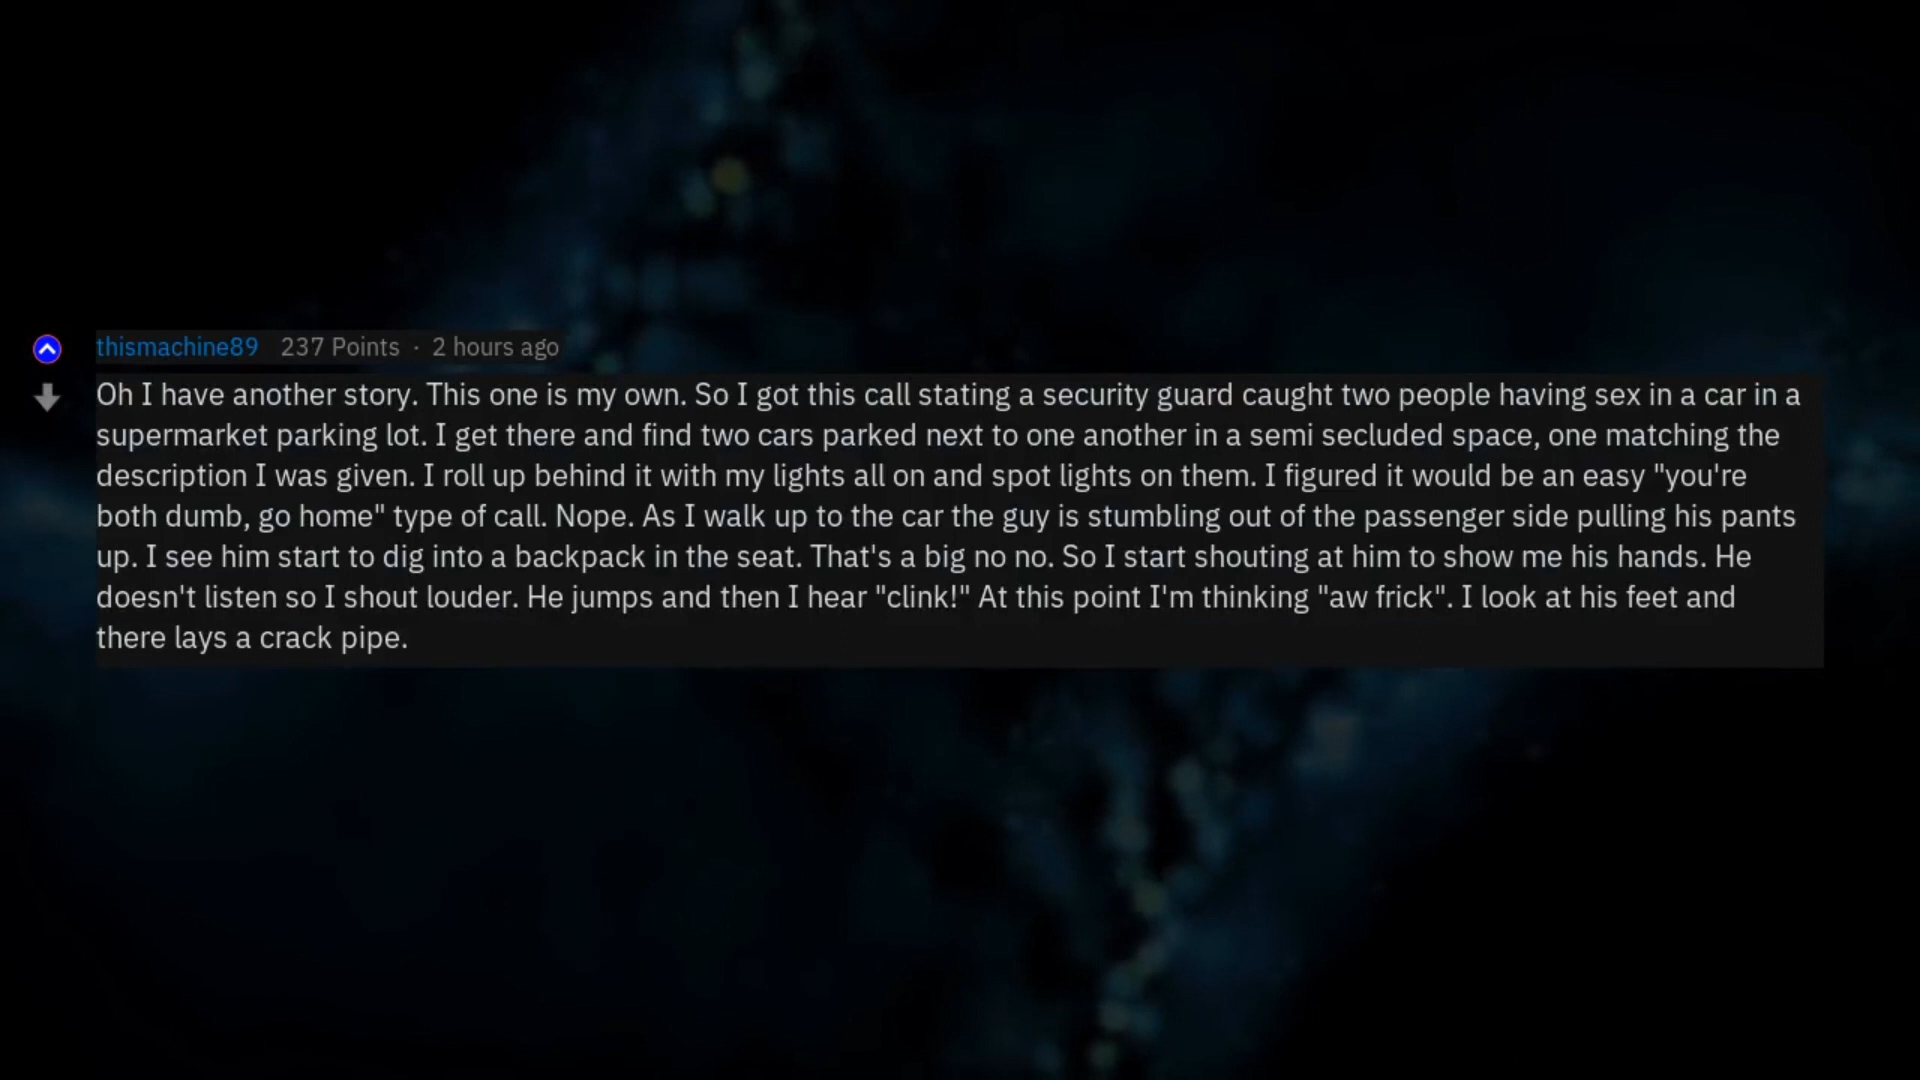 thismachine89 237 Points · 2 hours ago
Oh I have another story. This one is my own. So I got this call stating a security guard caught two people having sex in a car in a
supermarket parking lot. I get there and find two cars parked next to one another in a semi secluded space, one matching the
description I was given. I roll up behind it with my lights all on and spot lights on them. I figured it would be an easy "you're
both dumb, go home" type of call. Nope. As I walk up to the car the guy is stumbling out of the passenger side pulling his pants
up. I see him start to dig into a backpack in the seat. That's a big no no. So I start shouting at him to show me his hands. He
doesn't listen so I shout louder. He jumps and then I hear "clink!" At this point I'm thinking "aw frick". I look at his feet and
there lays a crack pipe.